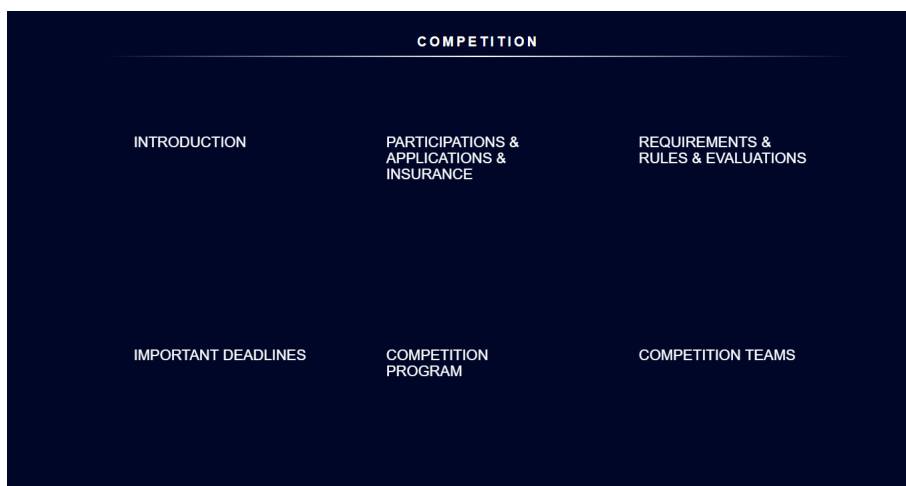 COMPETITION
INTRODUCTION
PARTICIPATIONS &
APPLICATIONS &
INSURANCE
REQUIREMENTS &
RULES & EVALUATIONS
IMPORTANT DEADLINES
COMPETITION
PROGRAM
COMPETITION TEAMS